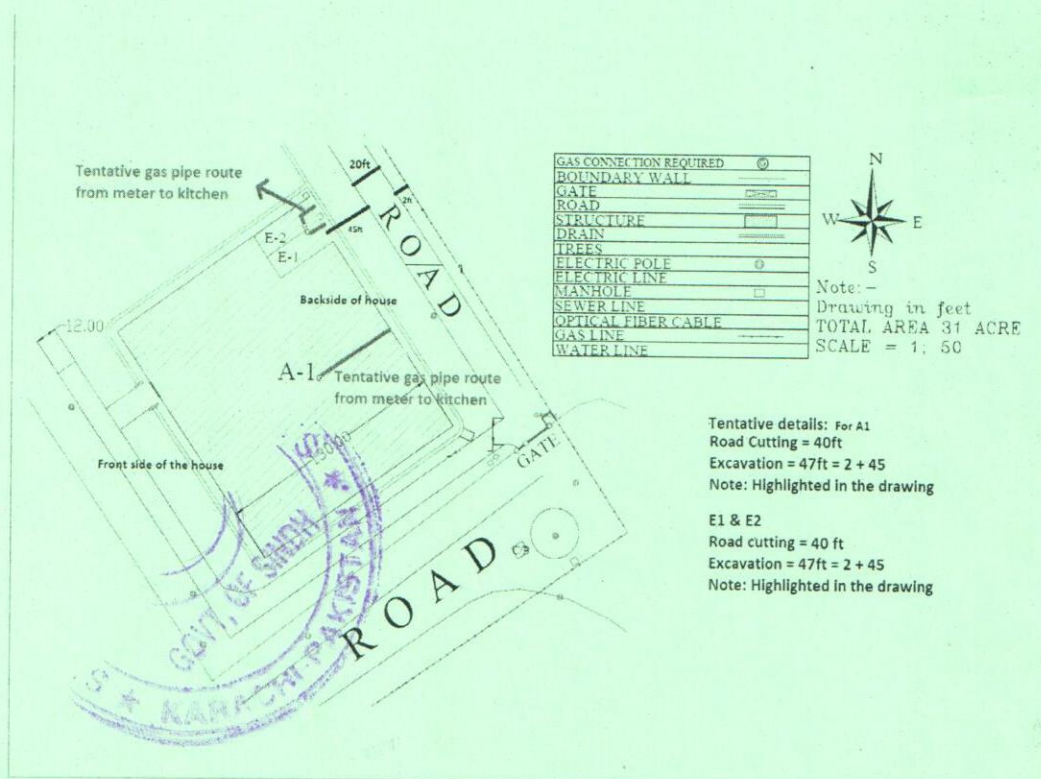 Tentative gas pipe route
from meter to kitchen
20ft
2ft
45ft
ROAD
E-2
E-1
Backside of house
12.00
A-1
Tentative gas pipe route
from meter to kitchen
Front side of the house
GATE
ROAD
GOVT. OF SINDH
KARACHI-PAKISTAN
GAS CONNECTION REQUIRED G
BOUNDARY WALL
GATE
ROAD
STRUCTURE
DRAIN
TREES
ELECTRIC POLE
ELECTRIC LINE
MANHOLE
SEWER LINE
OPTICAL FIBER CABLE
GAS LINE
WATER LINE
N
W E
S
Note:-
Drawing in feet
TOTAL AREA 31 ACRE
SCALE = 1; 50
Tentative details: For A1
Road Cutting = 40ft
Excavation = 47ft = 2 + 45
Note: Highlighted in the drawing
E1 & E2
Road cutting = 40 ft
Excavation = 47ft = 2 + 45
Note: Highlighted in the drawing